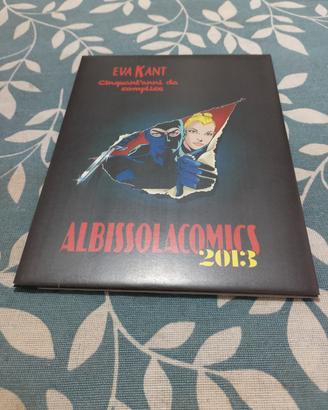 EVA KANT
Cinquant'anni da
complice
ALBISSOLACOMICS
2013